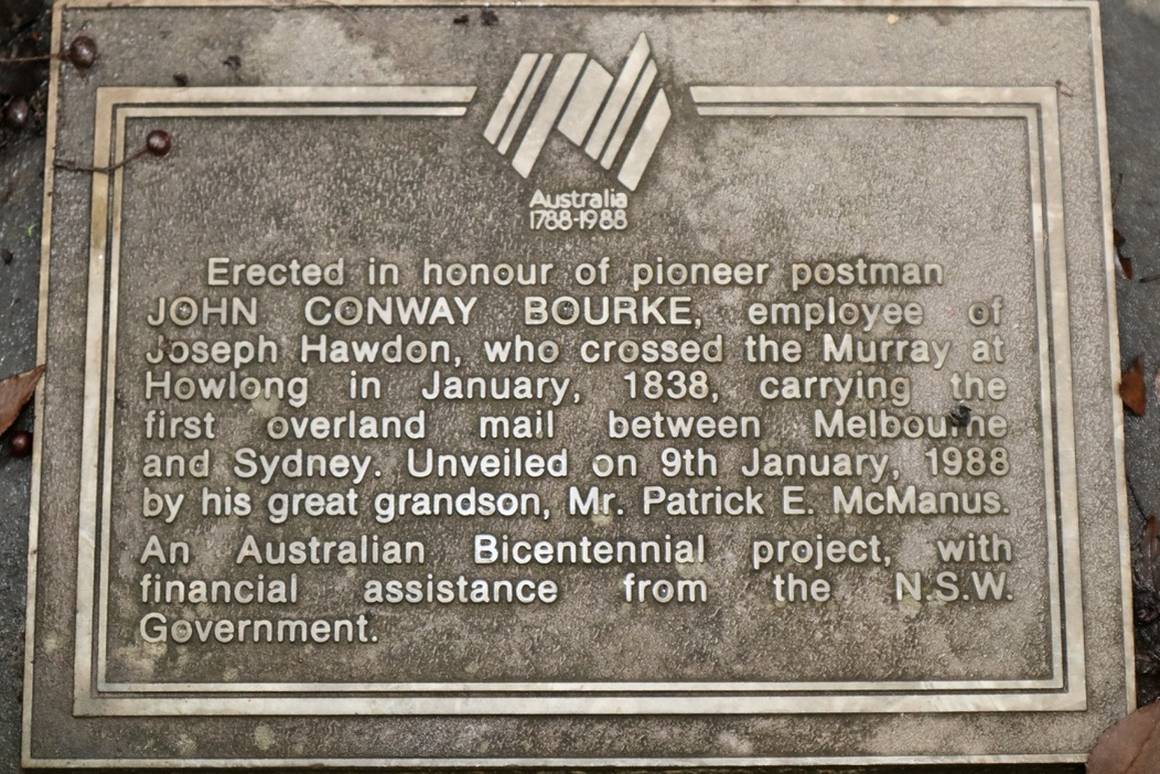 Australia
1788-1988
Erected in honour of pioneer postman
JOHN CONWAY BOURKE, employee of
Joseph Hawdon, who crossed the Murray at
Howlong in January, 1838, carrying the
first overland mail between Melbourne
and Sydney. Unveiled on 9th January, 1988
by his great grandson, Mr. Patrick E. McManus.
An Australian Bicentennial project, with
financial assistance from the N.S.W.
Government.